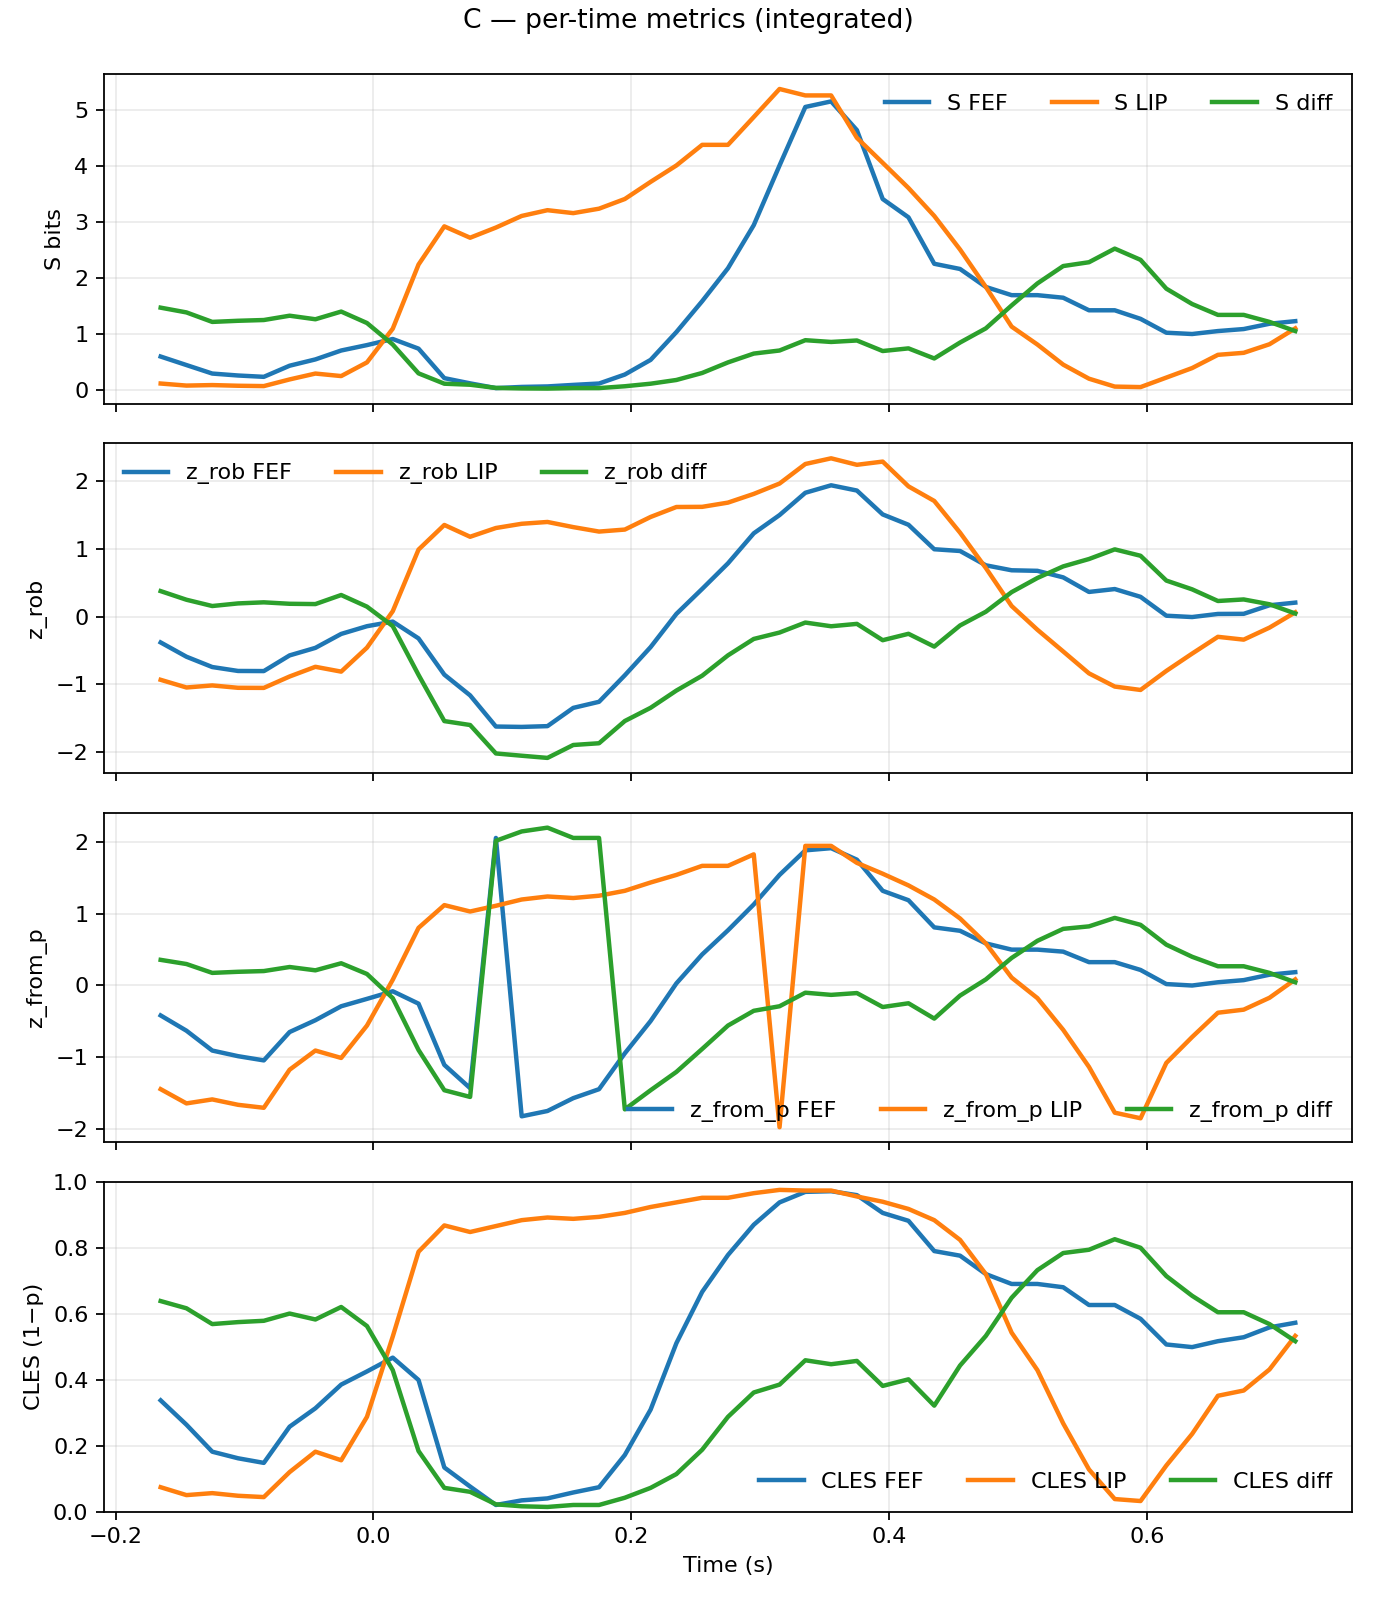 C — per-time metrics (integrated)
S bits
5
4
3
2
1
0
S FEF S LIP S diff
z_rob
2
1
0
−1
−2
z_rob FEF z_rob LIP z_rob diff
z_from_p
2
1
0
−1
−2
z_from_p FEF z_from_p LIP z_from_p diff
CLES (1−p)
1.0
0.8
0.6
0.4
0.2
0.0
CLES FEF CLES LIP CLES diff
−0.2 0.0 0.2 0.4 0.6
Time (s)